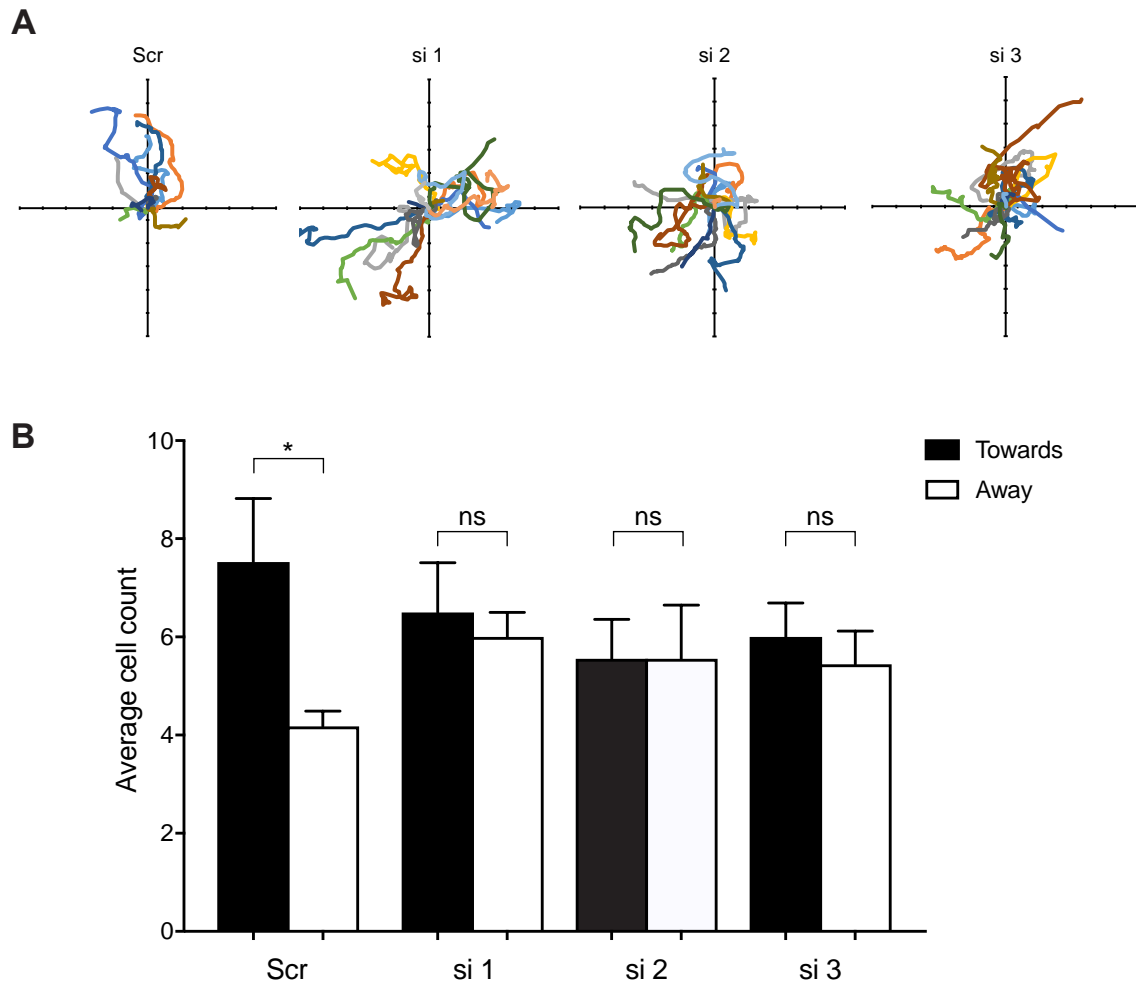 A
Scr
si 1
si 2
si 3
B
Average cell count
10
8
6
4
2
0
*
ns
ns
ns
Towards
Away
Scr
si 1
si 2
si 3